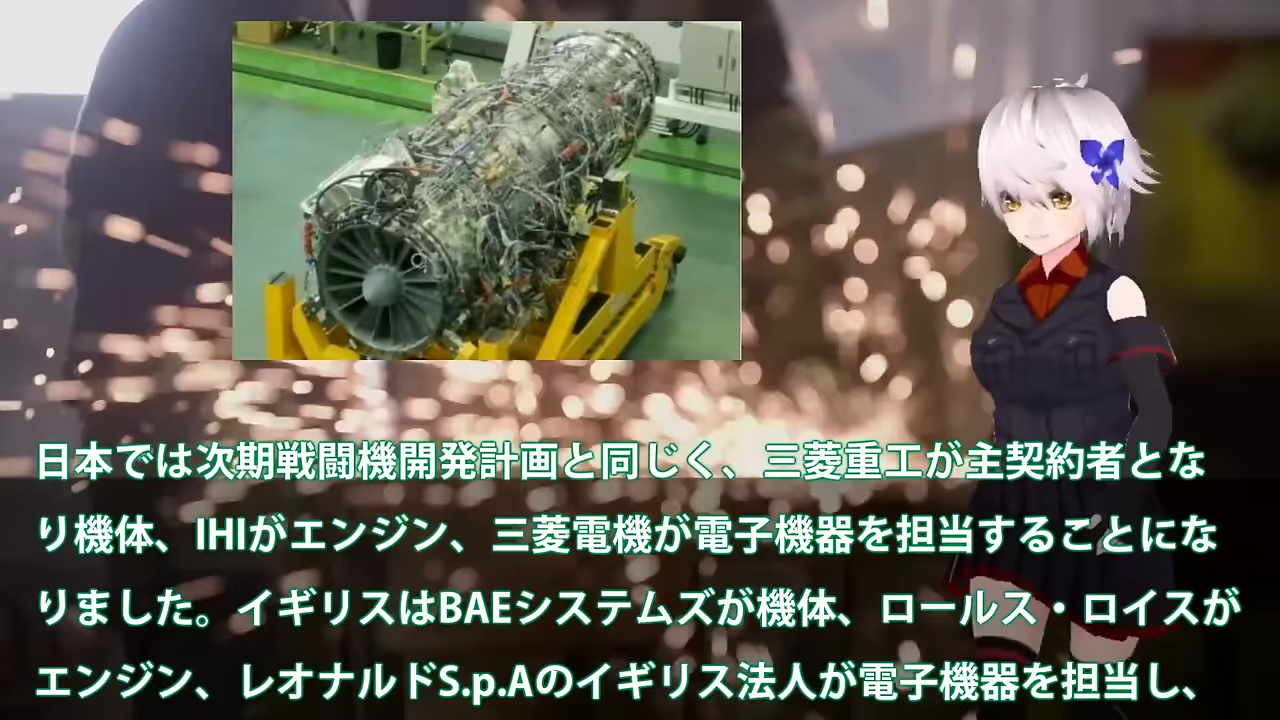 日本では次期戦闘機開発計画と同じく、三菱重工が主契約者とな
り機体、IHIがエンジン、三菱電機が電子機器を担当することにな
りました。イギリスはBAEシステムズが機体、ロールス・ロイスが
エンジン、レオナルドS.p.Aのイギリス法人が電子機器を担当し、